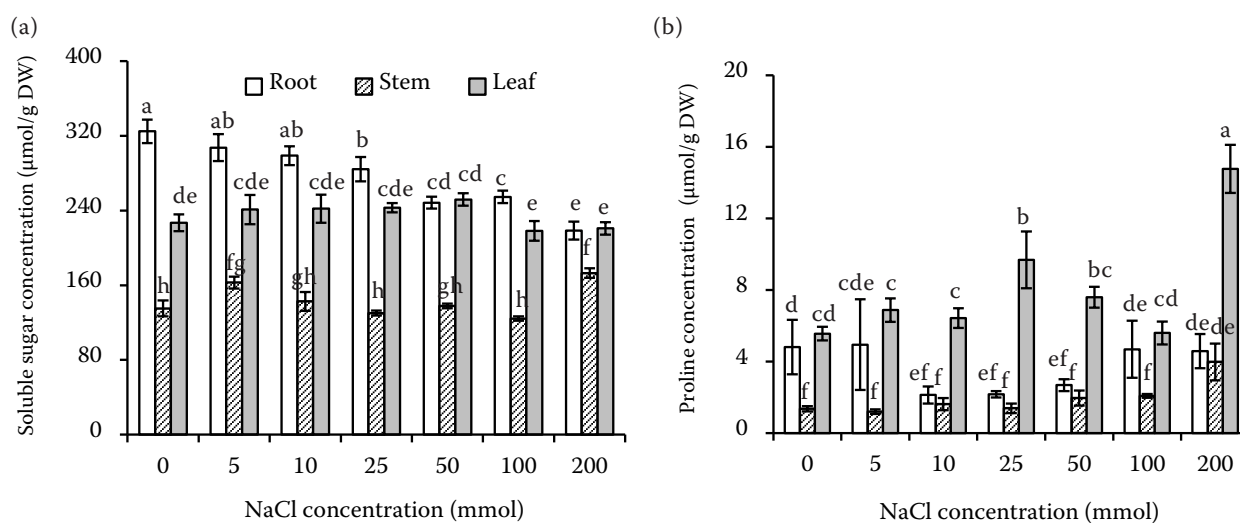 (a)
Soluble sugar concentration (μmol/g DW)
400
320
240
160
80
0
Root Stem Leaf
a ab ab b cd cd c e e e
de cde cde cde
h fg gh h gh h f
0 5 10 25 50 100 200
NaCl concentration (mmol)
(b)
Proline concentration (μmol/g DW)
20
16
12
8
4
0
d f cd cde f c ef f c ef f b ef f bc de f cd de de a
0 5 10 25 50 100 200
NaCl concentration (mmol)